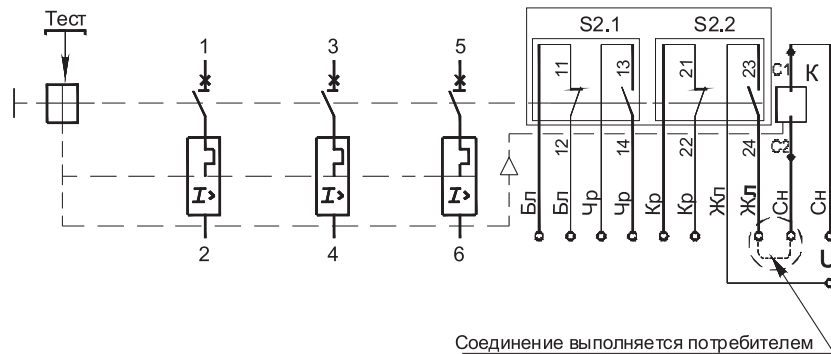 Тест
1
3
5
S2.1
S2.2
11
13
21
23
C1
К
12
14
22
24
C2
I>
I>
I>
Бл
Бл
Чр
Чр
Кр
Кр
Жл
Жл
Сн
Сн
2
4
6
U
Соединение выполняется потребителем